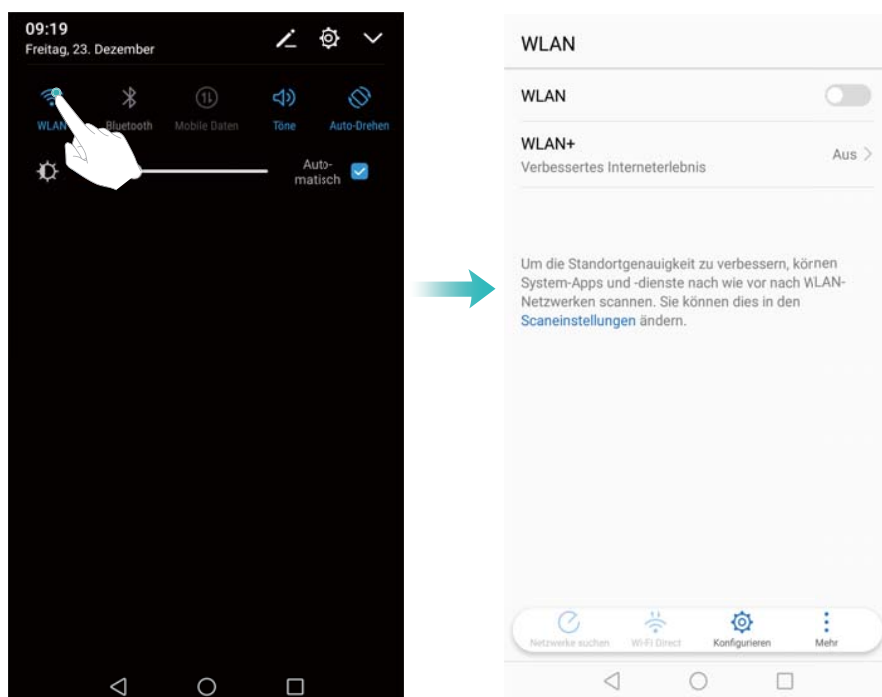 09:19
Freitag, 23. Dezember
WLAN
Bluetooth
Mobile Daten
Töne
Auto-Drehen
Auto-
matisch
WLAN
WLAN
WLAN+
Verbessertes Interneterlebnis
Aus
Um die Standortgenauigkeit zu verbessern, körnen
System-Apps und -dienste nach wie vor nach WLAN-
Netzwerken scannen. Sie können dies in den
Scaneinstellungen ändern.
Netzwerke suchen
Wi-Fi Direct
Konfigurieren
Mehr